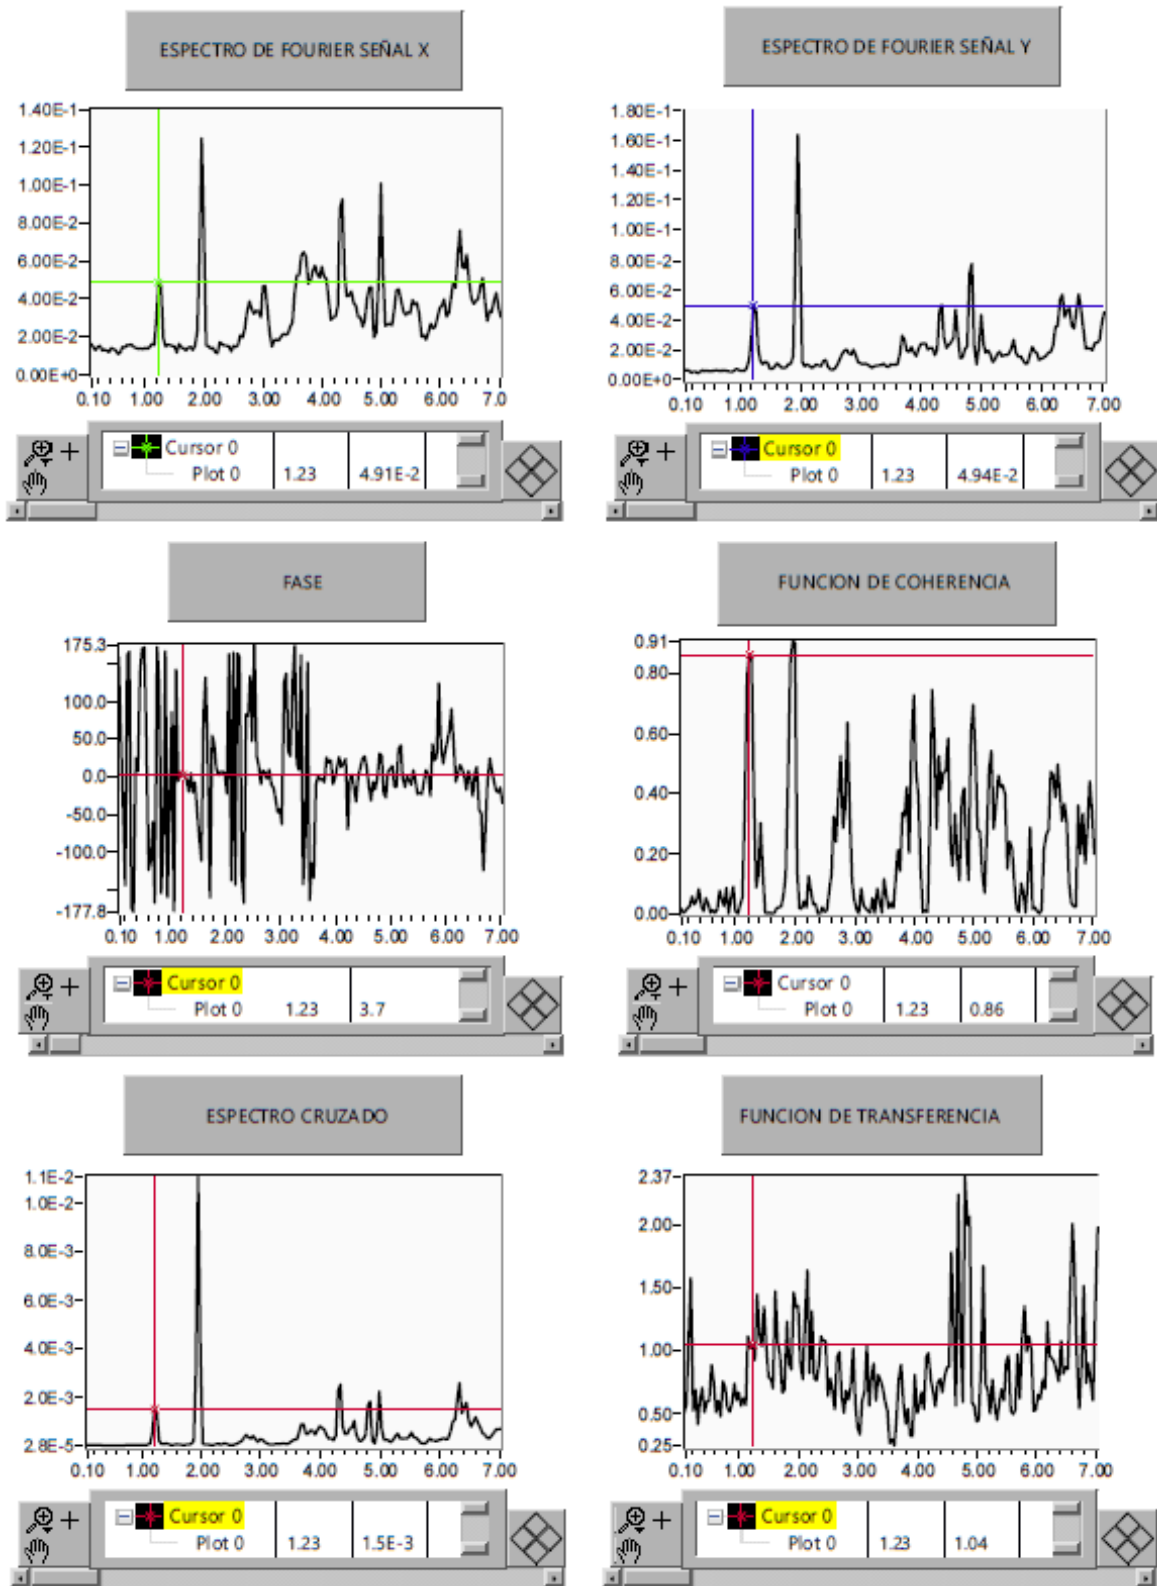 ESPECTRO DE FOURIER SEÑAL X
1.40E-1
1.20E-1
1.00E-1
8.00E-2
6.00E-2
4.00E-2
2.00E-2
0.00E+0
0.10 1.00 2.00 3.00 4.00 5.00 6.00 7.0
Cursor 0
Plot 0 1.23 4.91E-2
ESPECTRO DE FOURIER SEÑAL Y
1.80E-1
1.60E-1
1.40E-1
1.20E-1
1.00E-1
8.00E-2
6.00E-2
4.00E-2
2.00E-2
0.00E+0
0.10 1.00 2.00 3.00 4.00 5.00 6.00 7.00
Cursor 0
Plot 0 1.23 4.94E-2
FASE
175.3
100.0
50.0
0.0
-50.0
-100.0
-177.8
0.10 1.00 2.00 3.00 4.00 5.00 6.00 7.00
Cursor 0
Plot 0 1.23 3.7
FUNCION DE COHERENCIA
0.91
0.80
0.60
0.40
0.20
0.00
0.10 1.00 2.00 3.00 4.00 5.00 6.00 7.00
Cursor 0
Plot 0 1.23 0.86
ESPECTRO CRUZADO
1.1E-2
1.0E-2
8.0E-3
6.0E-3
4.0E-3
2.0E-3
2.8E-5
0.10 1.00 2.00 3.00 4.00 5.00 6.00 7.00
Cursor 0
Plot 0 1.23 1.5E-3
FUNCION DE TRANSFERENCIA
2.37
2.00
1.50
1.00
0.50
0.25
0.10 1.00 2.00 3.00 4.00 5.00 6.00 7.00
Cursor 0
Plot 0 1.23 1.04